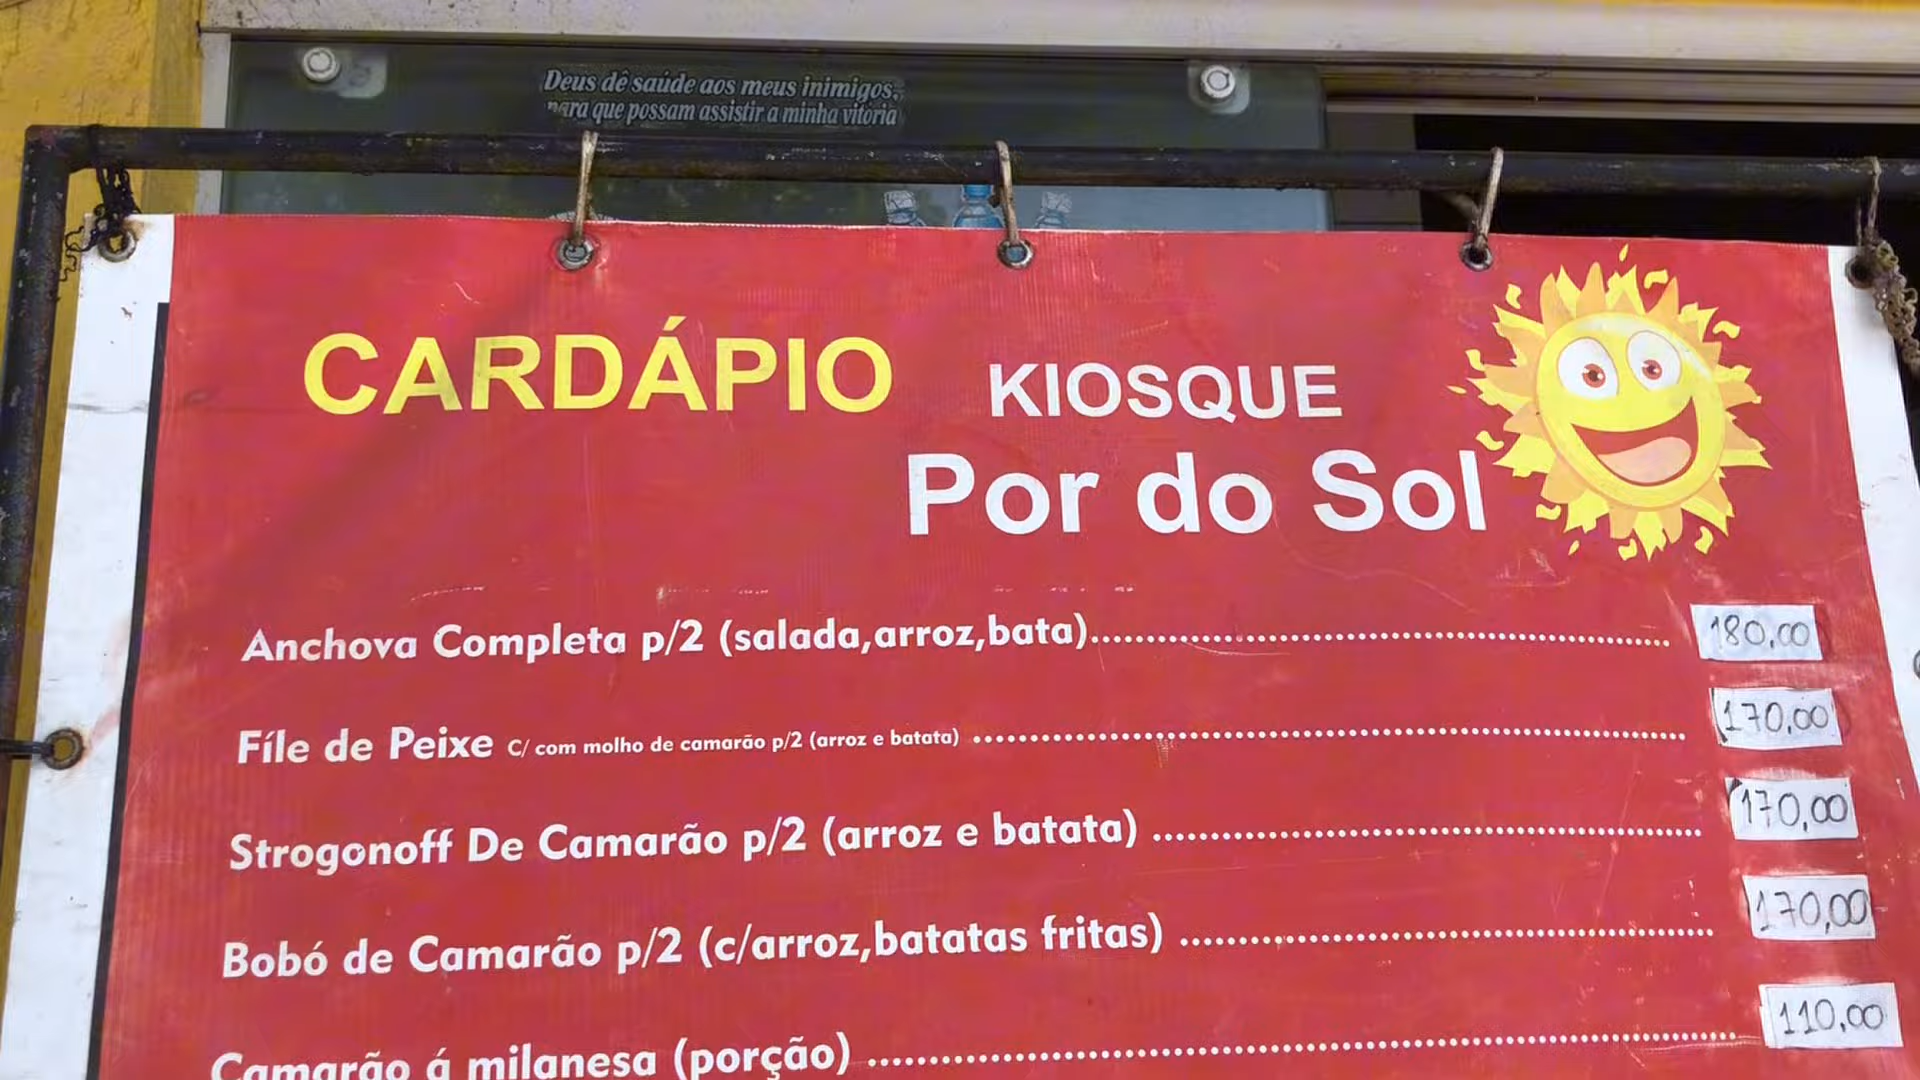 Deus dê saúde aos meus inimigos,
para que possam assistir a minha vitória
CARDÁPIO KIOSQUE
Por do Sol
Anchova Completa p/2 (salada,arroz,bata)..... 180,00
Fíle de Peixe C/ com molho de camarão p/2 (arroz e batata) ..... 170,00
Strogonoff De Camarão p/2 (arroz e batata) ..... 170,00
Bobó de Camarão p/2 (c/arroz,batatas fritas) ..... 170,00
Camarão á milanesa (porção) ..... 110,00